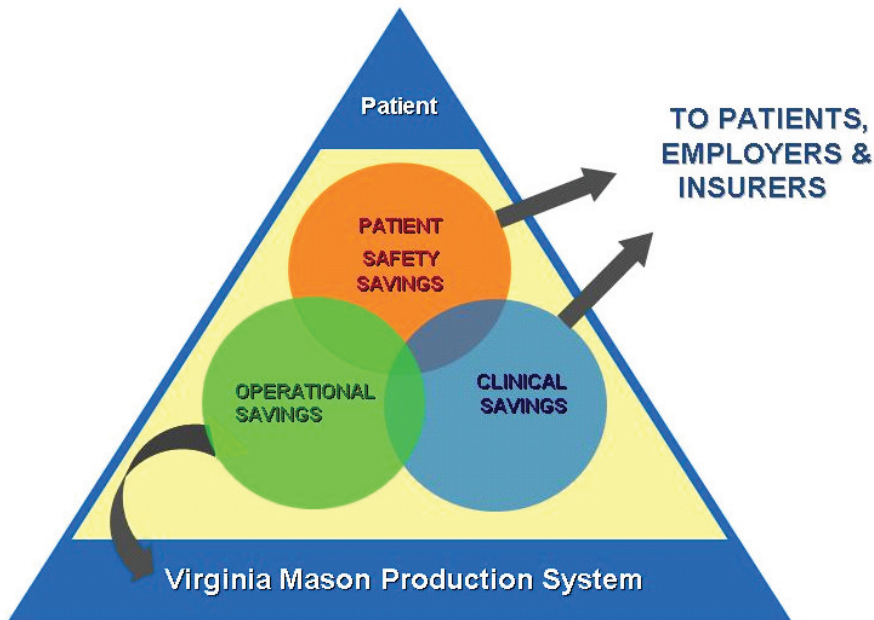 Patient
TO PATIENTS,
EMPLOYERS &
INSURERS
PATIENT
SAFETY
SAVINGS
OPERATIONAL
SAVINGS
CLINICAL
SAVINGS
Virginia Mason Production System